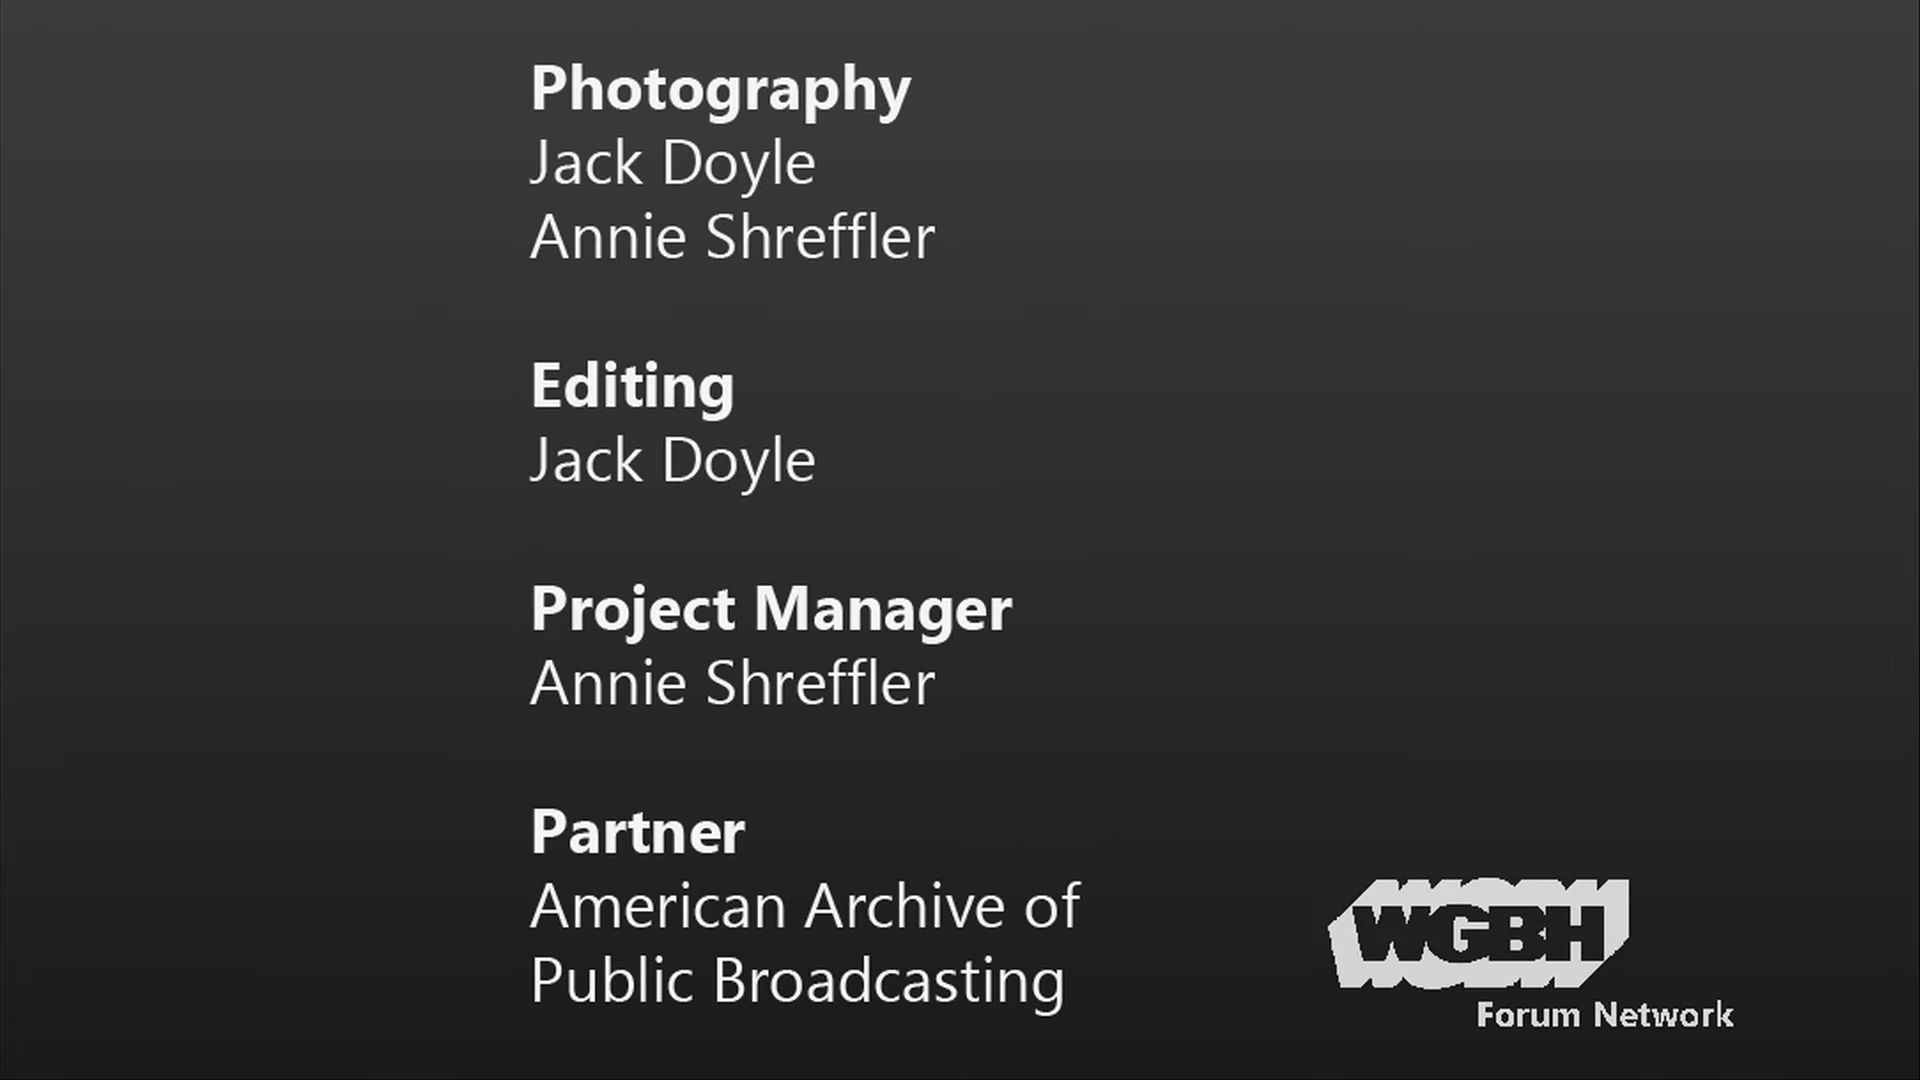 Photography
Jack Doyle
Annie Shreffler
Editing
Jack Doyle
Project Manager
Annie Shreffler
Partner
American Archive of
Public Broadcasting
WGBH
Forum Network